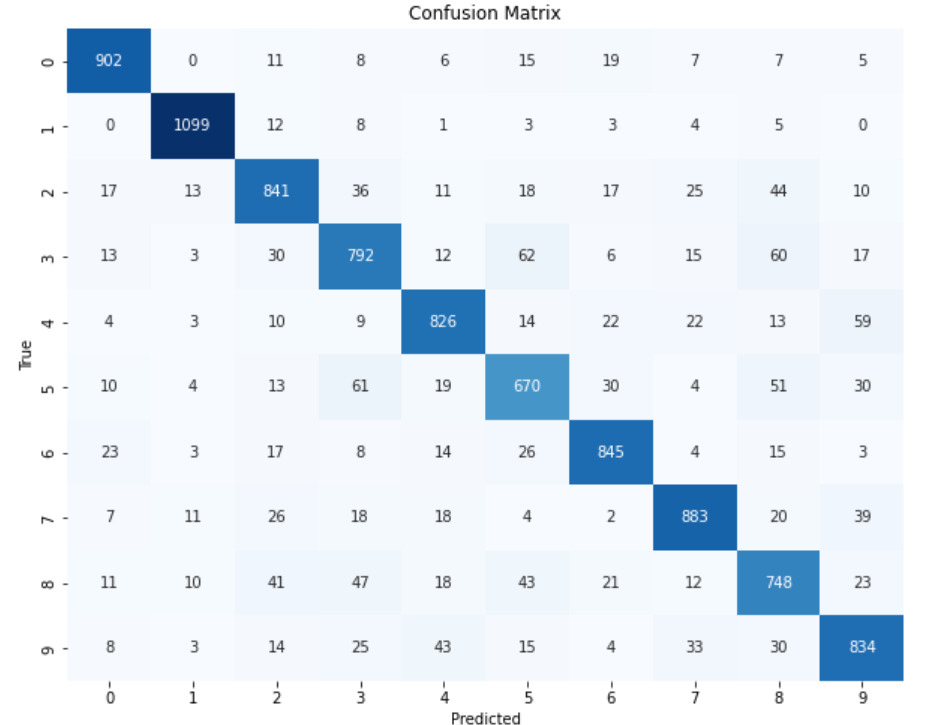 Confusion Matrix
0 902 0 11 8 6 15 19 7 7 5
1 0 1099 12 8 1 3 3 4 5 0
2 17 13 841 36 11 18 17 25 44 10
3 13 3 30 792 12 62 6 15 60 17
4 4 3 10 9 826 14 22 22 13 59
True
5 10 4 13 61 19 670 30 4 51 30
6 23 3 17 8 14 26 845 4 15 3
7 7 11 26 18 18 4 2 883 20 39
8 11 10 41 47 18 43 21 12 748 23
9 8 3 14 25 43 15 4 33 30 834
0 1 2 3 4 5 6 7 8 9
Predicted